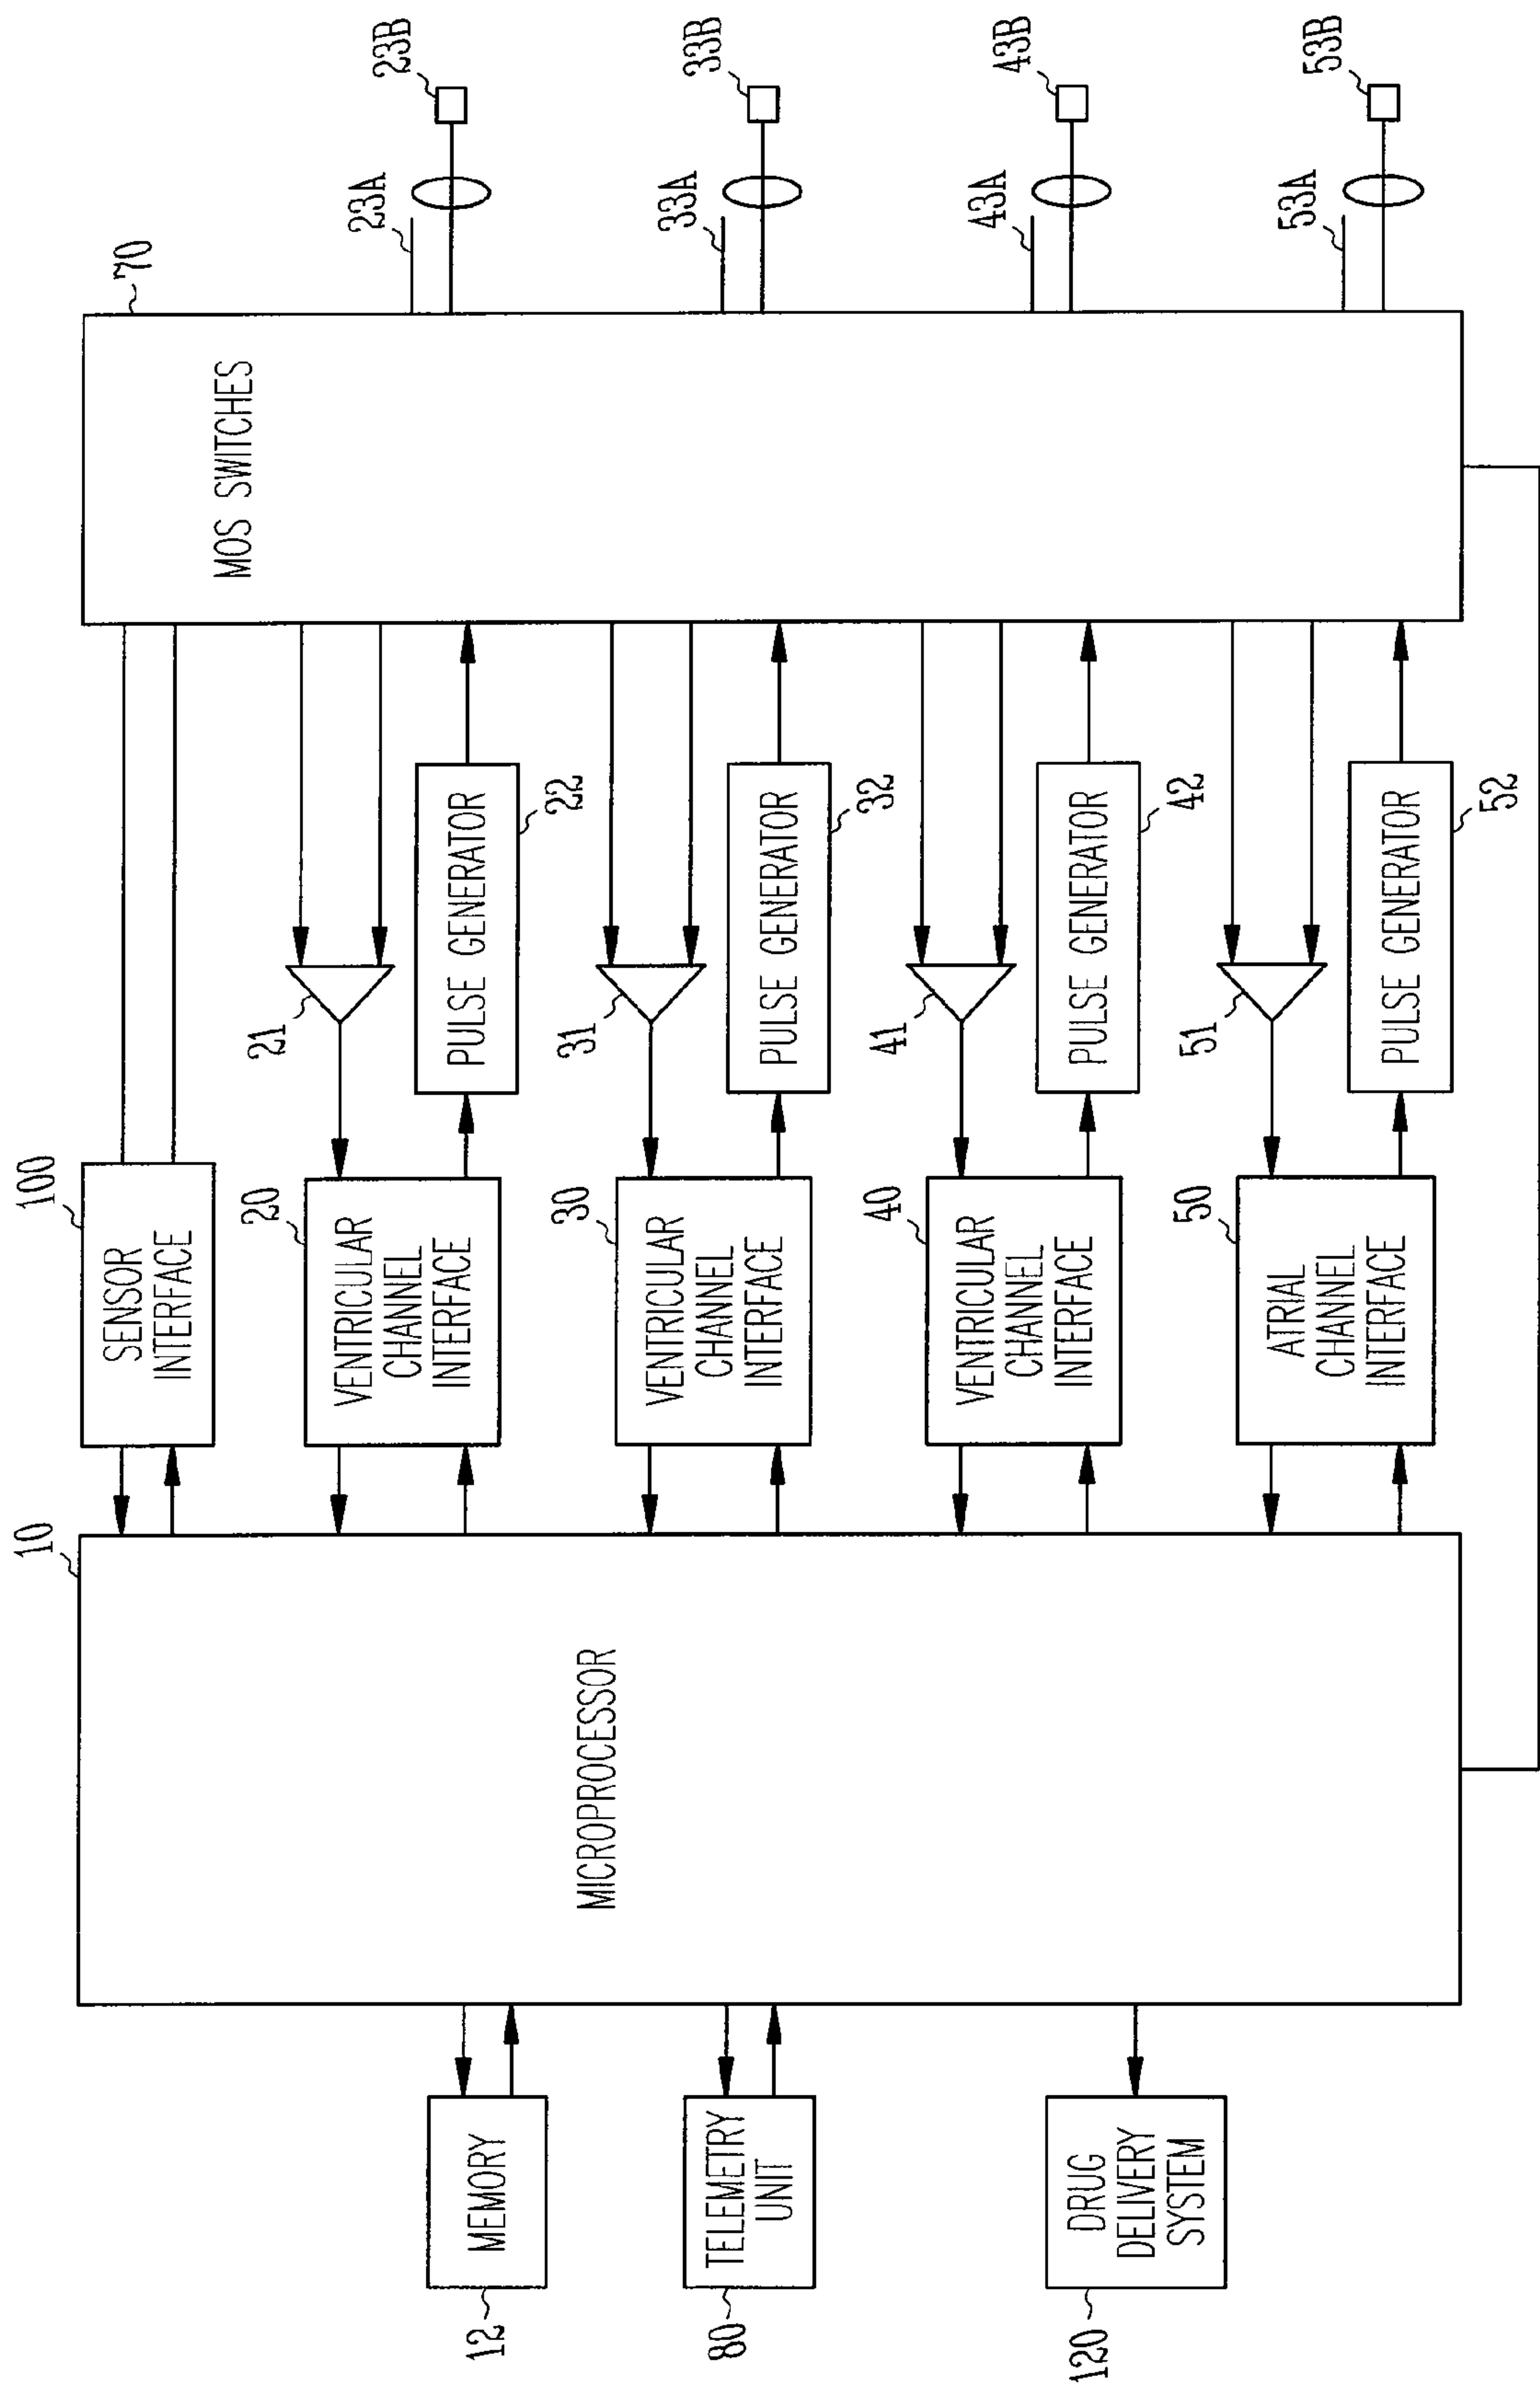 12
MEMORY
80
TELEMETRY
UNIT
120
DRUG
DELIVERY
SYSTEM
10
MICROPROCESSOR
100
SENSOR
INTERFACE
20
VENTRICULAR
CHANNEL
INTERFACE
21
PULSE GENERATOR
22
30
VENTRICULAR
CHANNEL
INTERFACE
31
PULSE GENERATOR
32
40
VENTRICULAR
CHANNEL
INTERFACE
41
PULSE GENERATOR
42
50
ATRIAL
CHANNEL
INTERFACE
51
PULSE GENERATOR
52
MOS SWITCHES
70
23A
23B
33A
33B
43A
43B
53A
53B